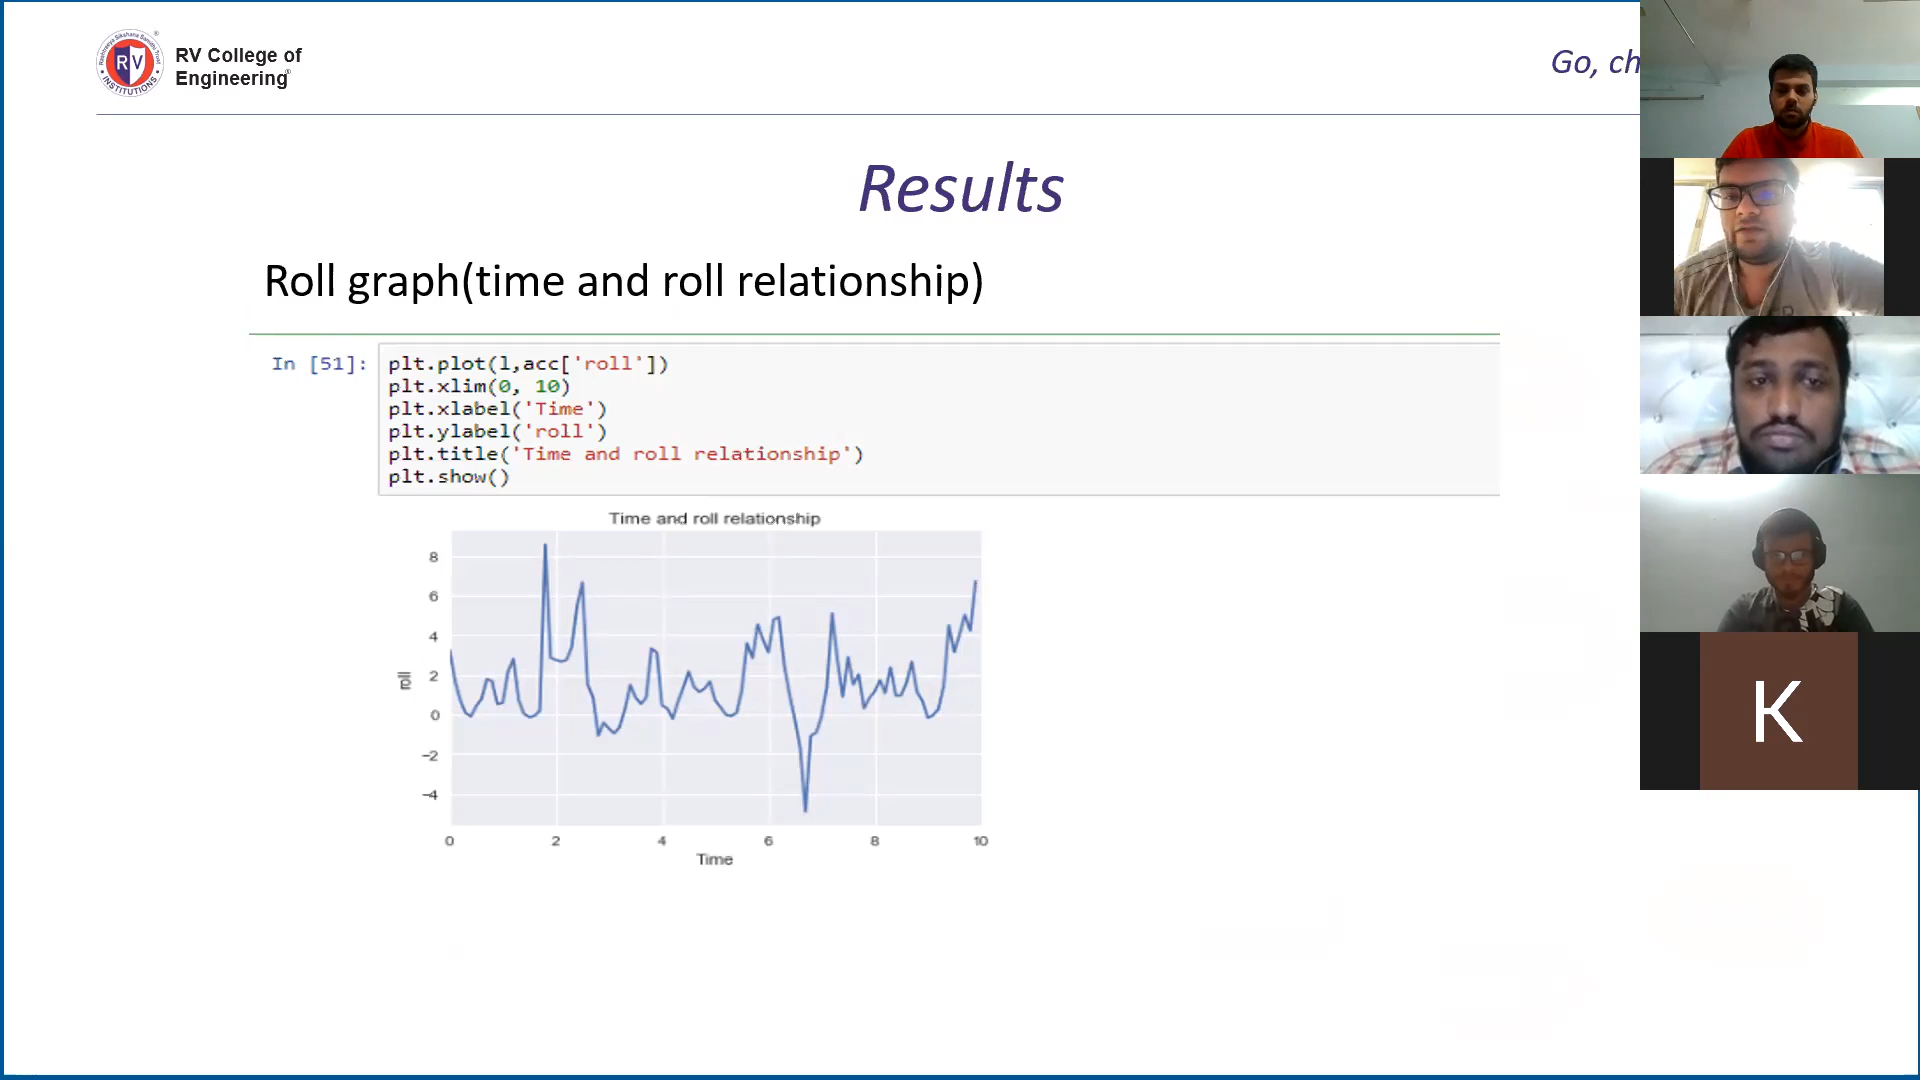 RV College of
Engineering
Go, ch
Results
Roll graph(time and roll relationship)
In [51]:
plt.plot(l,acc['roll'])
plt.xlim(0, 10)
plt.xlabel('Time')
plt.ylabel('roll')
plt.title('Time and roll relationship')
plt.show()
Time and roll relationship
8
6
4
2
0
−2
−4
roll
0 2 4 6 8 10
Time
RV
INSTITUTIONS
K